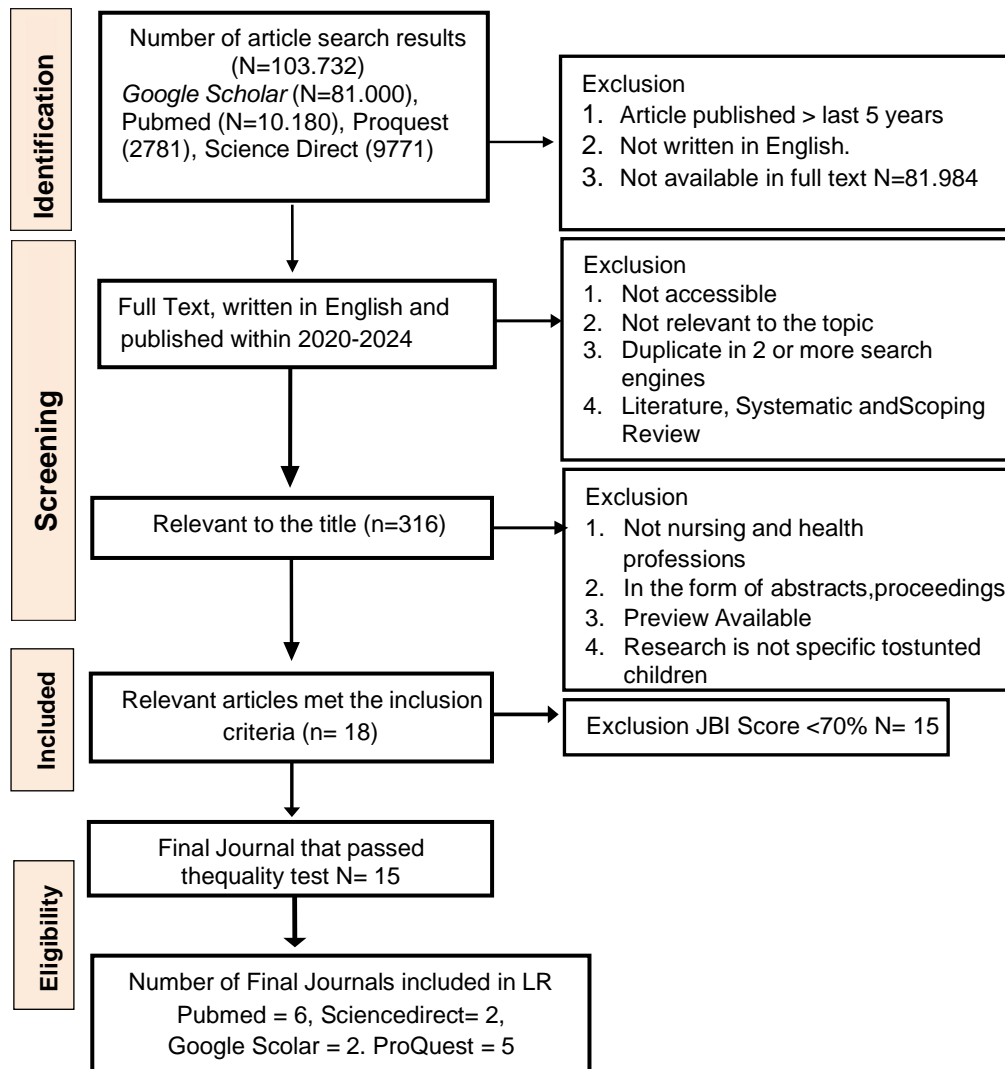 Identification
Number of article search results
(N=103.732)
Google Scholar (N=81.000),
Pubmed (N=10.180), Proquest
(2781), Science Direct (9771)
Exclusion
1. Article published > last 5 years
2. Not written in English.
3. Not available in full text N=81.984
Screening
Full Text, written in English and
published within 2020-2024
Exclusion
1. Not accessible
2. Not relevant to the topic
3. Duplicate in 2 or more search
engines
4. Literature, Systematic andScoping
Review
Relevant to the title (n=316)
Exclusion
1. Not nursing and health
professions
2. In the form of abstracts,proceedings
3. Preview Available
4. Research is not specific tostunted
children
Included
Relevant articles met the inclusion
criteria (n= 18)
Exclusion JBI Score <70% N= 15
Eligibility
Final Journal that passed
thequality test N= 15
Number of Final Journals included in LR
Pubmed = 6, Sciencedirect= 2,
Google Scolar = 2. ProQuest = 5